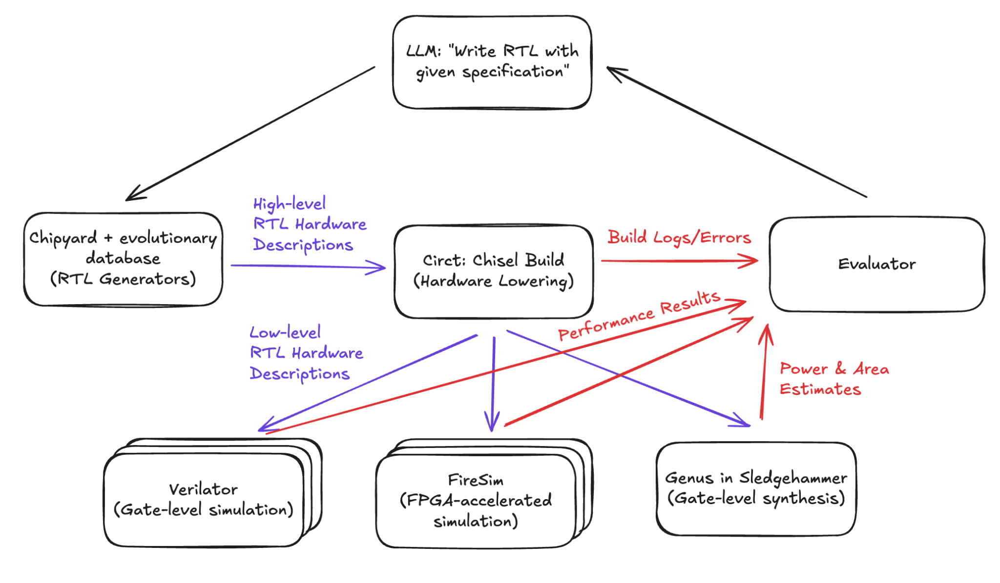 LLM: "Write RTL with
given specification"
High-level
RTL Hardware
Descriptions
Chipyard + evolutionary
database
(RTL Generators)
Circt: Chisel Build
(Hardware Lowering)
Build Logs/Errors
Evaluator
Performance Results
Low-level
RTL Hardware
Descriptions
Power & Area
Estimates
Verilator
(Gate-level simulation)
FireSim
(FPGA-accelerated
simulation)
Genus in Sledgehammer
(Gate-level synthesis)